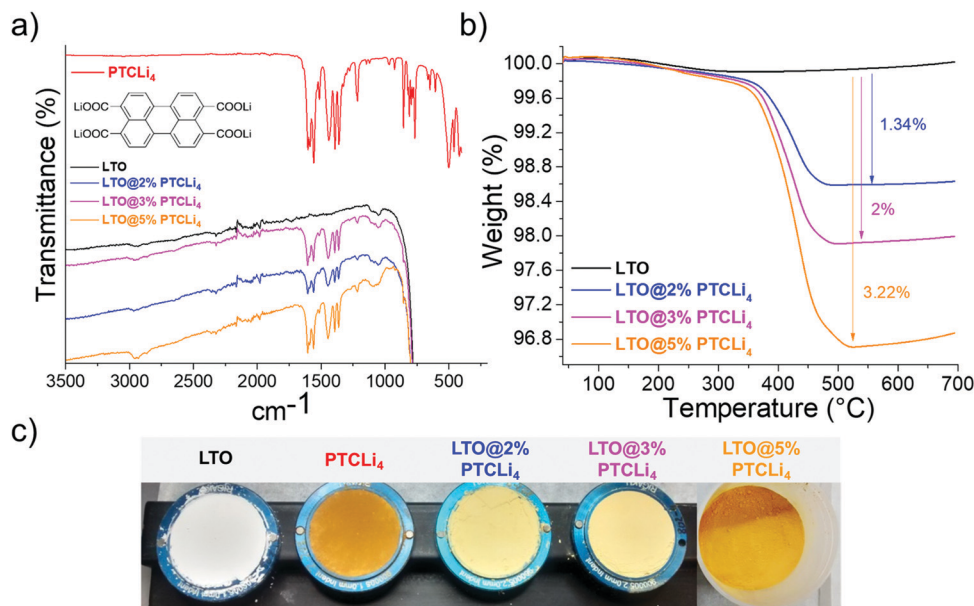 a)
PTCLi₄
LiOOC
COOLi
LiOOC
COOLi
LTO
LTO@2% PTCLi₄
LTO@3% PTCLi₄
LTO@5% PTCLi₄
Transmittance (%)
3500 3000 2500 2000 1500 1000 500
cm⁻¹
b)
100.0
99.6
99.2
98.8
98.4
98.0
97.6
97.2
96.8
Weight (%)
1.34%
2%
3.22%
LTO
LTO@2% PTCLi₄
LTO@3% PTCLi₄
LTO@5% PTCLi₄
100 200 300 400 500 600 700
Temperature (°C)
c)
LTO
PTCLi₄
LTO@2%
PTCLi₄
LTO@3%
PTCLi₄
LTO@5%
PTCLi₄